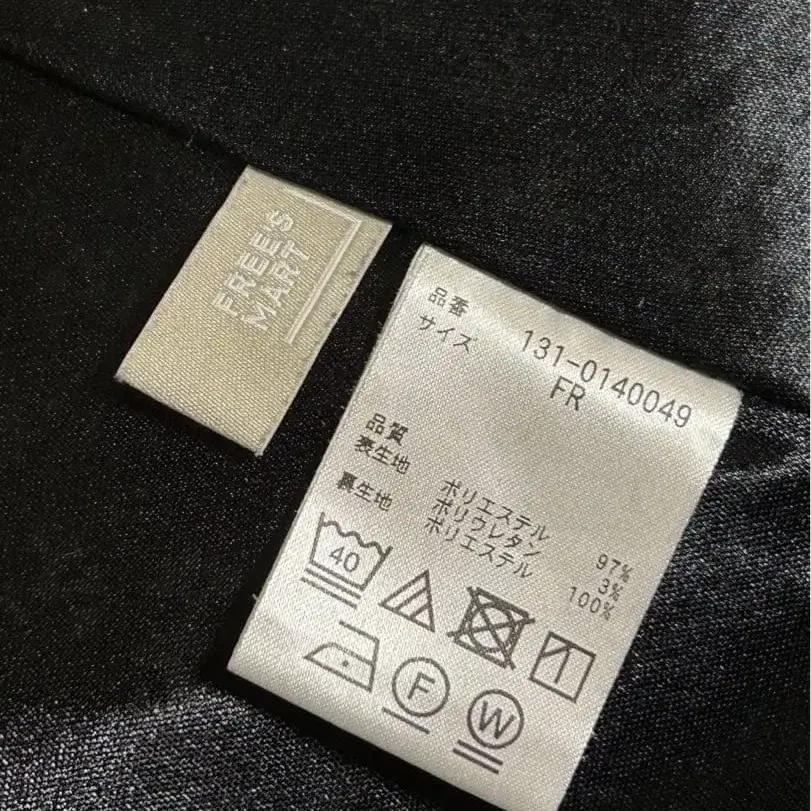 FREE'S
MART
品番 131-0140049
サイズ FR
品質
表生地 ポリエステル 97%
ポリウレタン 3%
裏生地 ポリエステル 100%
40
F
W